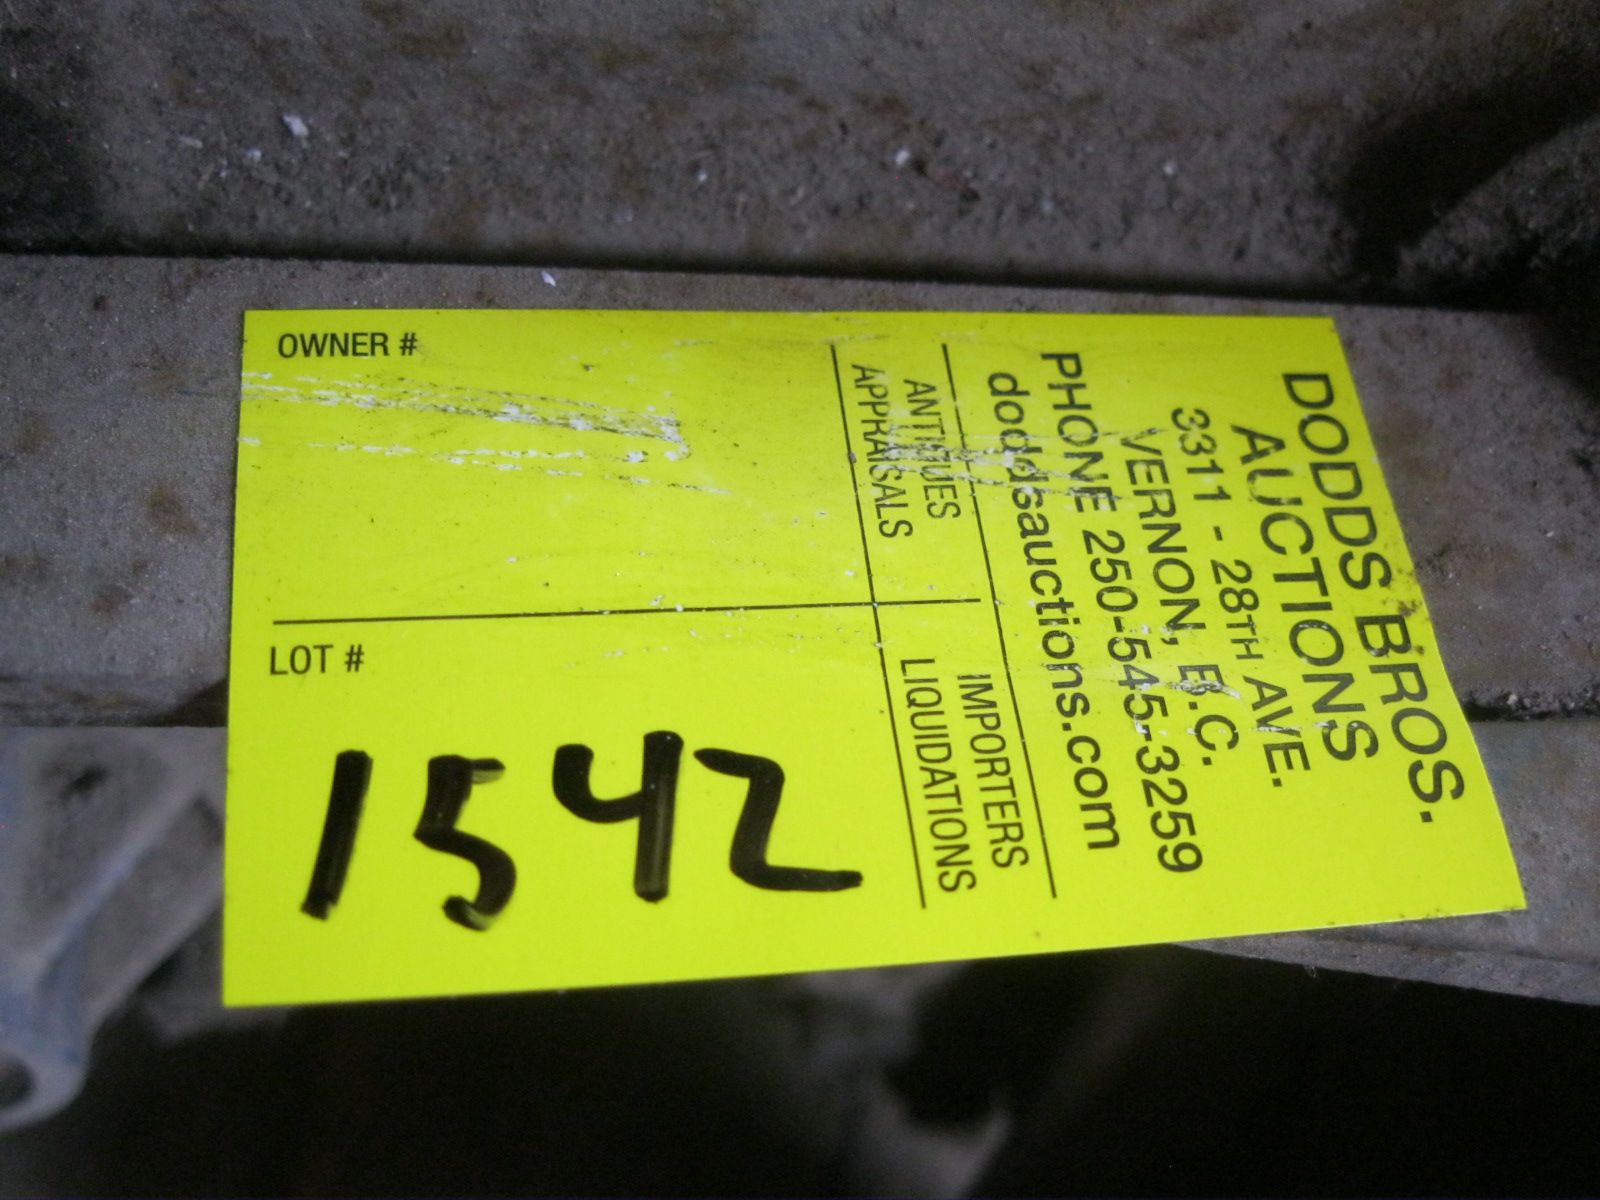 DODDS BROS.
AUCTIONS
3311 - 28TH AVE.
VERNON, B.C.
PHONE 250-545-3259
doddsauctions.com
ANTIQUES
APPRAISALS
IMPORTERS
LIQUIDATIONS
OWNER #
LOT #
1542